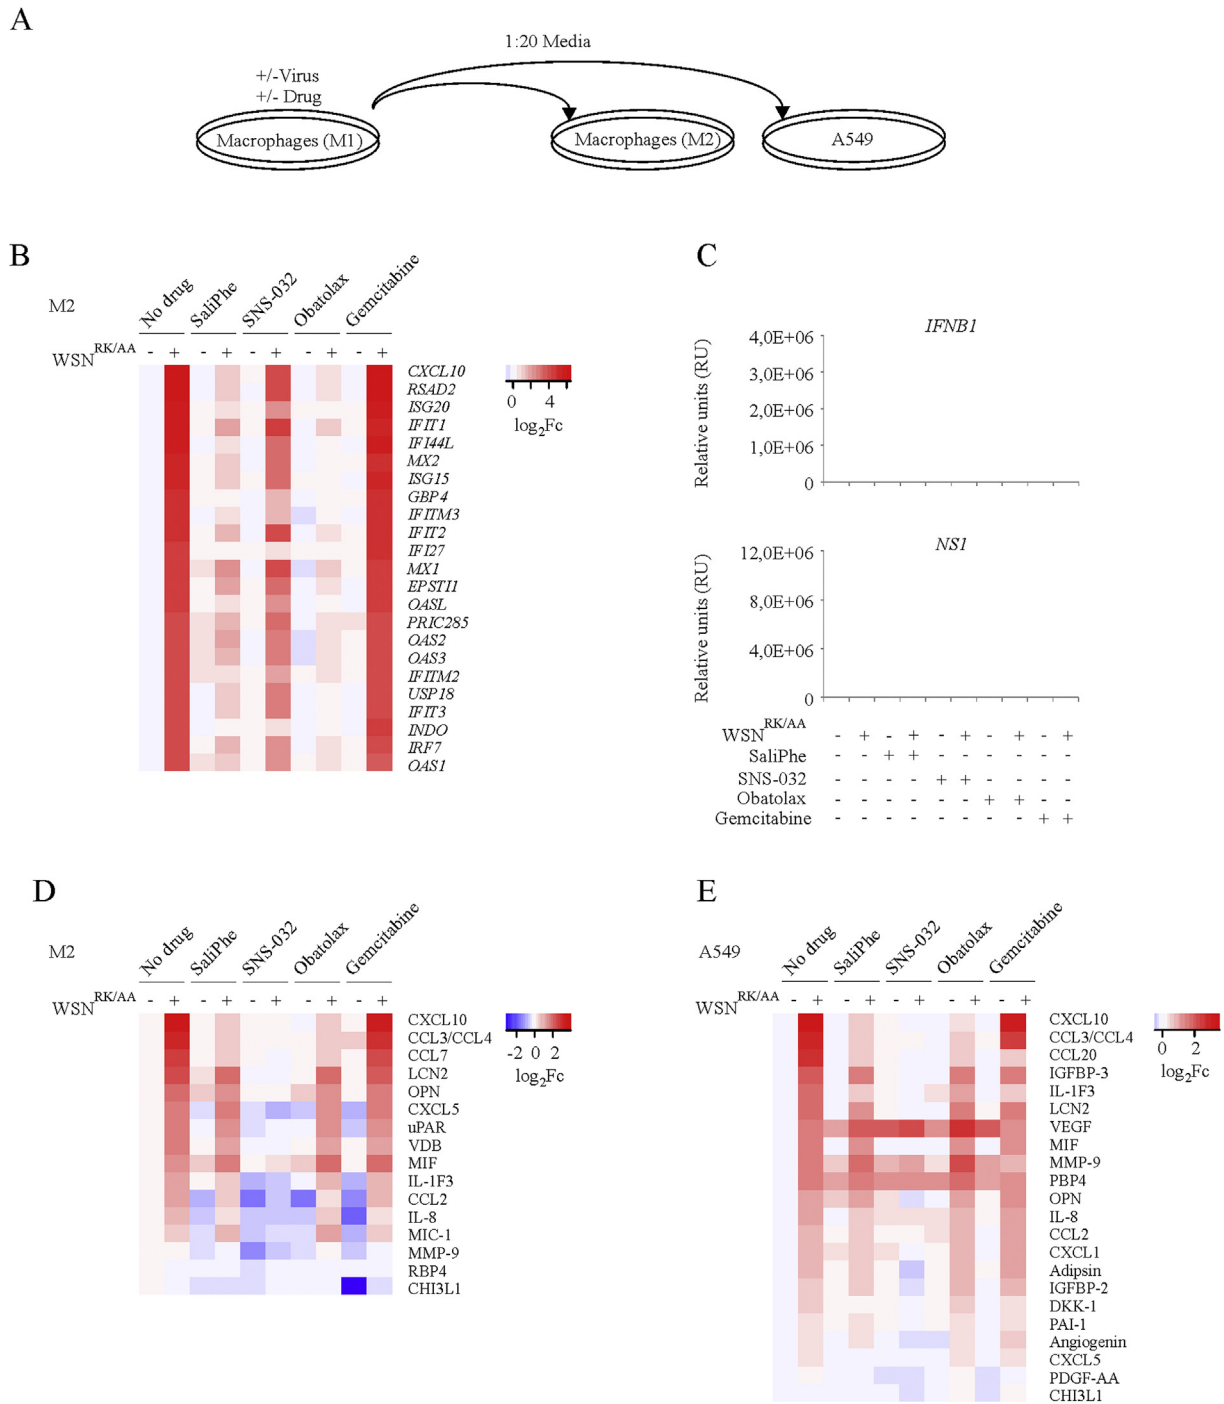 A
1:20 Media
+/-Virus
+/- Drug
Macrophages (M1)
Macrophages (M2)
A549
B
M2
No drug
SaliPhe
SNS-032
Obatolax
Gemcitabine
WSN RK/AA
- + - + - + - + - +
CXCL10
RSAD2
ISG20
IFIT1
IFI44L
MX2
ISG15
GBP4
IFITM3
IFIT2
IFI27
MX1
EPSTI1
OASL
PRIC285
OAS2
OAS3
IFITM2
USP18
IFIT3
INDO
IRF7
OAS1
0 4
log2Fc
C
IFNB1
Relative units (RU)
4,0E+06
3,0E+06
2,0E+06
1,0E+06
0
NS1
Relative units (RU)
12,0E+06
8,0E+06
4,0E+06
0
WSN RK/AA - + - + - + - + - +
SaliPhe - - + + - - - - - -
SNS-032 - - - - + + - - - -
Obatolax - - - - - - + + - -
Gemcitabine - - - - - - - - + +
D
M2
No drug
SaliPhe
SNS-032
Obatolax
Gemcitabine
WSN RK/AA
- + - + - + - + - +
CXCL10
CCL3/CCL4
CCL7
LCN2
OPN
CXCL5
uPAR
VDB
MIF
IL-1F3
CCL2
IL-8
MIC-1
MMP-9
RBP4
CHI3L1
-2 0 2
log2Fc
E
A549
No drug
SaliPhe
SNS-032
Obatolax
Gemcitabine
WSN RK/AA
- + - + - + - + - +
CXCL10
CCL3/CCL4
CCL20
IGFBP-3
IL-1F3
LCN2
VEGF
MIF
MMP-9
PBP4
OPN
IL-8
CCL2
CXCL1
Adipsin
IGFBP-2
DKK-1
PAI-1
Angiogenin
CXCL5
PDGF-AA
CHI3L1
0 2
log2Fc